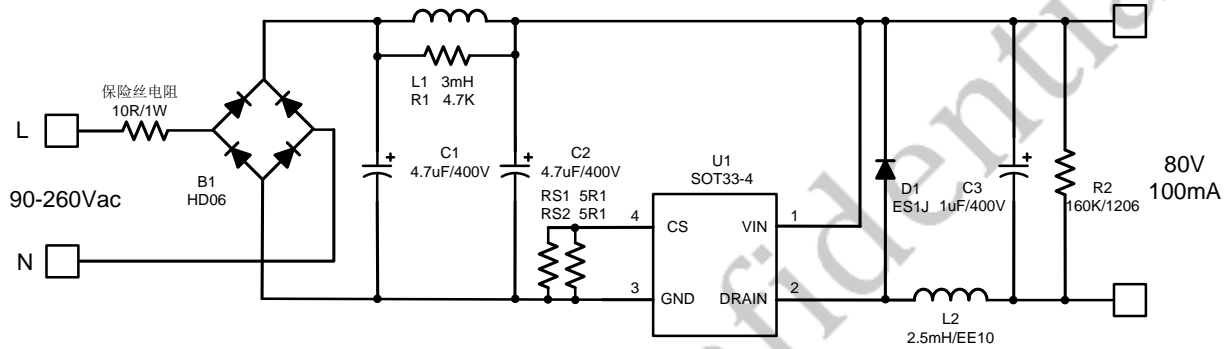 L
保险丝电阻
10R/1W
90-260Vac
N
B1
HD06
L1 3mH
R1 4.7K
C1
4.7uF/400V
C2
4.7uF/400V
RS1 5R1
RS2 5R1
U1
SOT33-4
4
CS
VIN
1
3
GND
DRAIN
2
D1
ES1J
C3
1uF/400V
R2
160K/1206
L2
2.5mH/EE10
80V
100mA
+
+
+